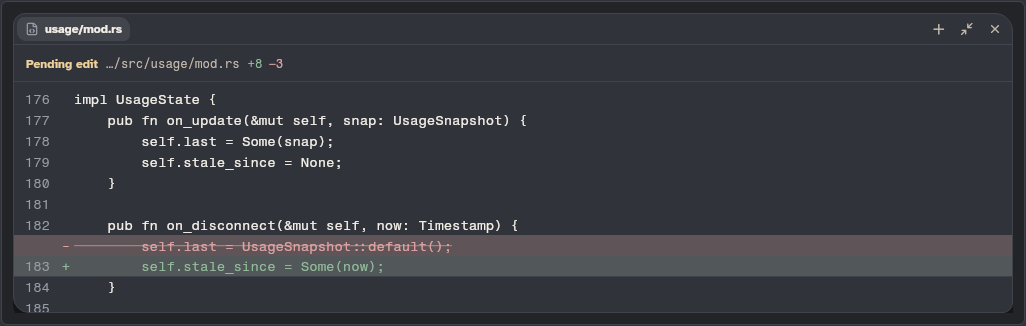 usage/mod.rs
Pending edit …/src/usage/mod.rs +8 −3
176 impl UsageState {
177     pub fn on_update(&mut self, snap: UsageSnapshot) {
178         self.last = Some(snap);
179         self.stale_since = None;
180     }
181
182     pub fn on_disconnect(&mut self, now: Timestamp) {
-         self.last = UsageSnapshot::default();
183 +         self.stale_since = Some(now);
184     }
185